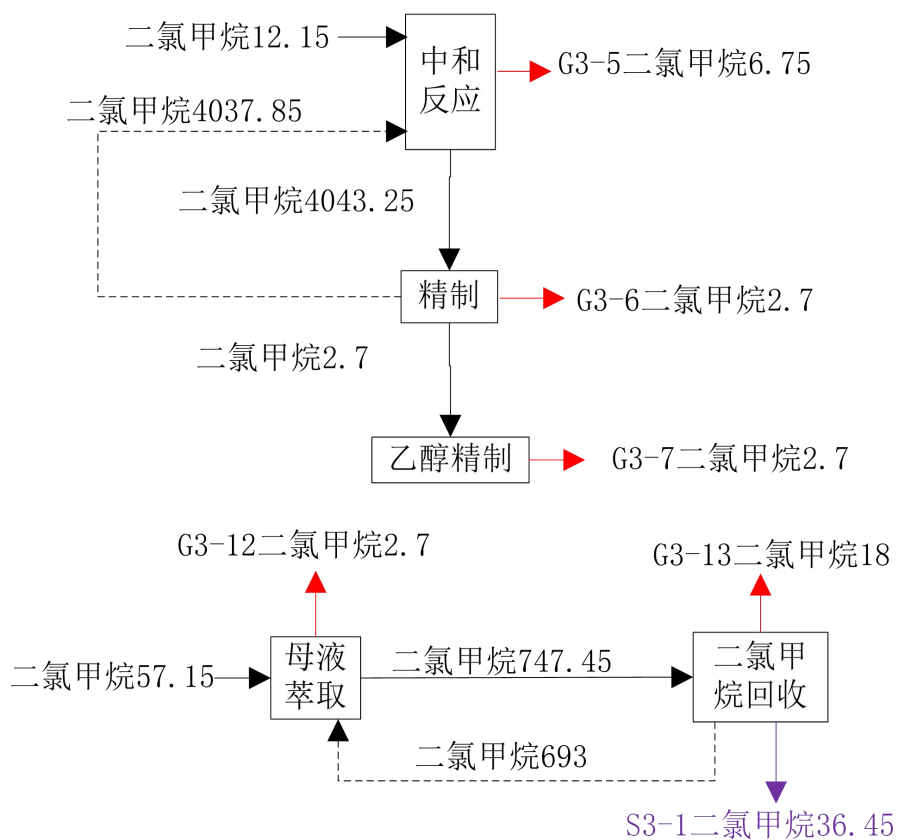 二氯甲烷12.15
中和
反应
G3-5二氯甲烷6.75
二氯甲烷4037.85
二氯甲烷4043.25
精制
G3-6二氯甲烷2.7
二氯甲烷2.7
乙醇精制
G3-7二氯甲烷2.7
G3-12二氯甲烷2.7
G3-13二氯甲烷18
二氯甲烷57.15
母液
萃取
二氯甲烷747.45
二氯甲
烷回收
二氯甲烷693
S3-1二氯甲烷36.45